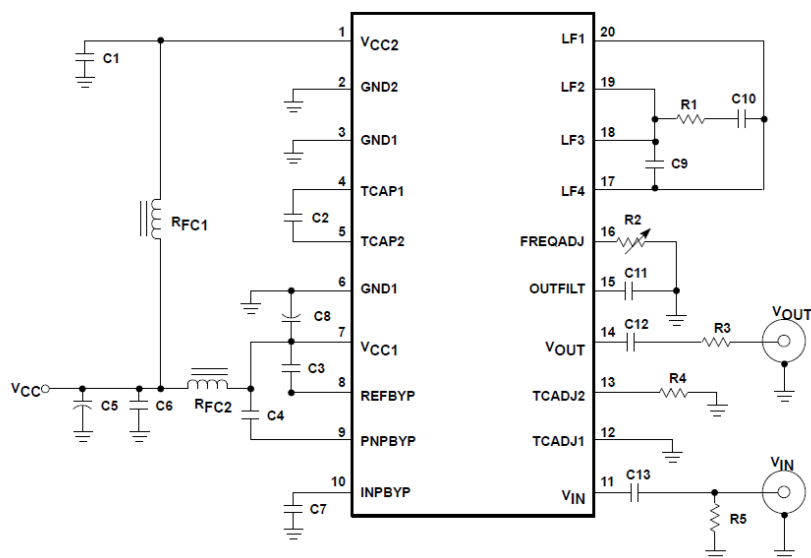 1 VCC2 LF1 20
C1
2 GND2 LF2 19
R1 C10
3 GND1 LF3 18
C9
4 TCAP1 LF4 17
C2
RFC1
5 TCAP2 FREQADJ 16 R2
6 GND1 OUTFILT 15 C11
C8
7 VCC1 VOUT 14 C12 R3 VOUT
C3
VCC C5 C6 RFC2 C4
8 REFBYP TCADJ2 13 R4
9 PNPBYP TCADJ1 12
10 INPBYP VIN 11 C13 VIN
C7 R5